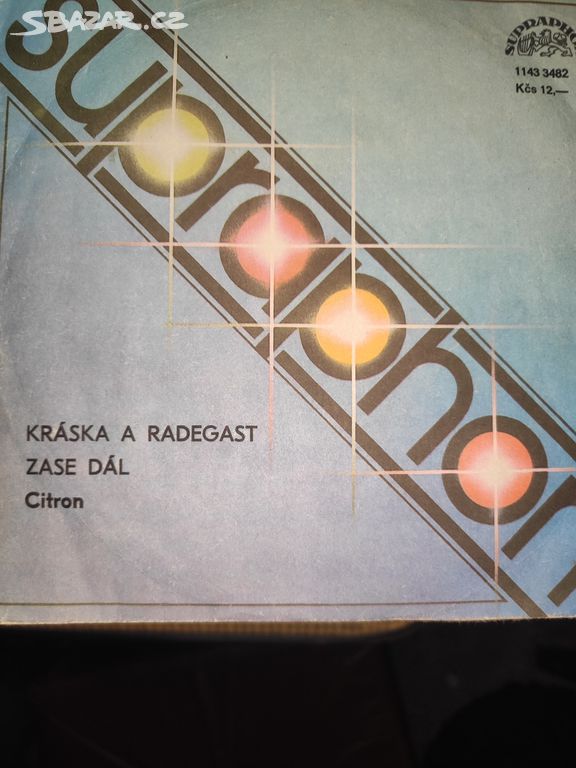 SBAZAR.CZ
SUPRAPHON
1143 3482
Kčs 12,—
supraphon
KRÁSKA A RADEGAST
ZASE DÁL
Citron